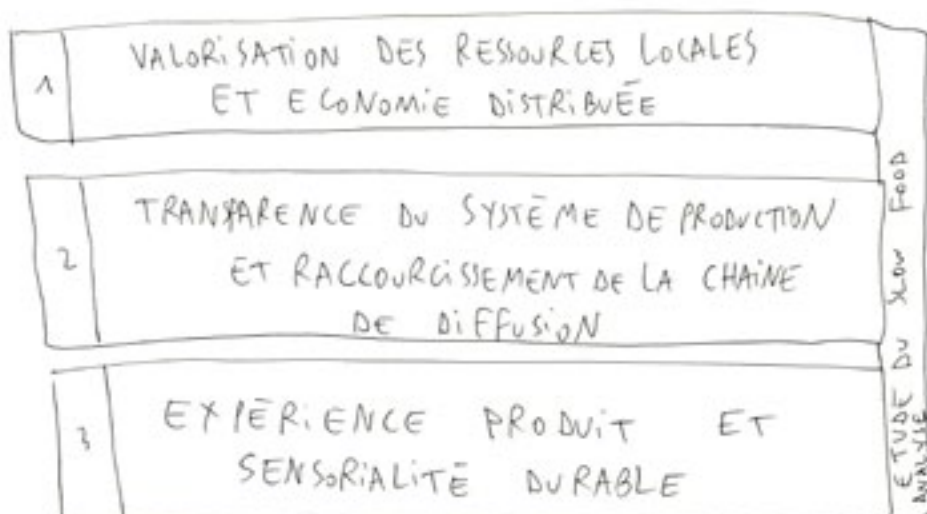 1
VALORISATION DES RESSOURCES LOCALES
ET ECONOMIE DISTRIBUÉE
2
TRANSPARENCE DU SYSTÈME DE PRODUCTION
ET RACCOURCISSEMENT DE LA CHAINE
DE DIFFUSION
3
EXPÉRIENCE PRODUIT ET
SENSORIALITÉ DURABLE
ETUDE DU SLOW FOOD
ANALYSE